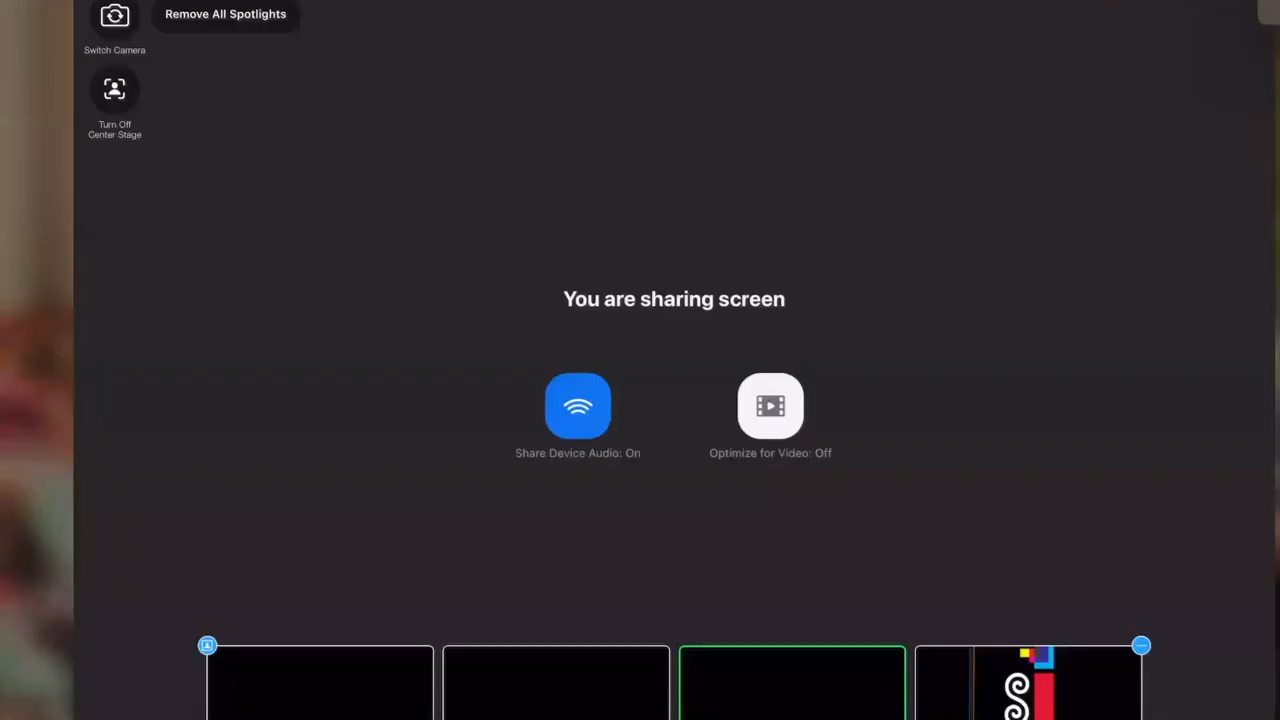 Remove All Spotlights
Switch Camera
Turn Off
Center Stage
You are sharing screen
Share Device Audio: On
Optimize for Video: Off